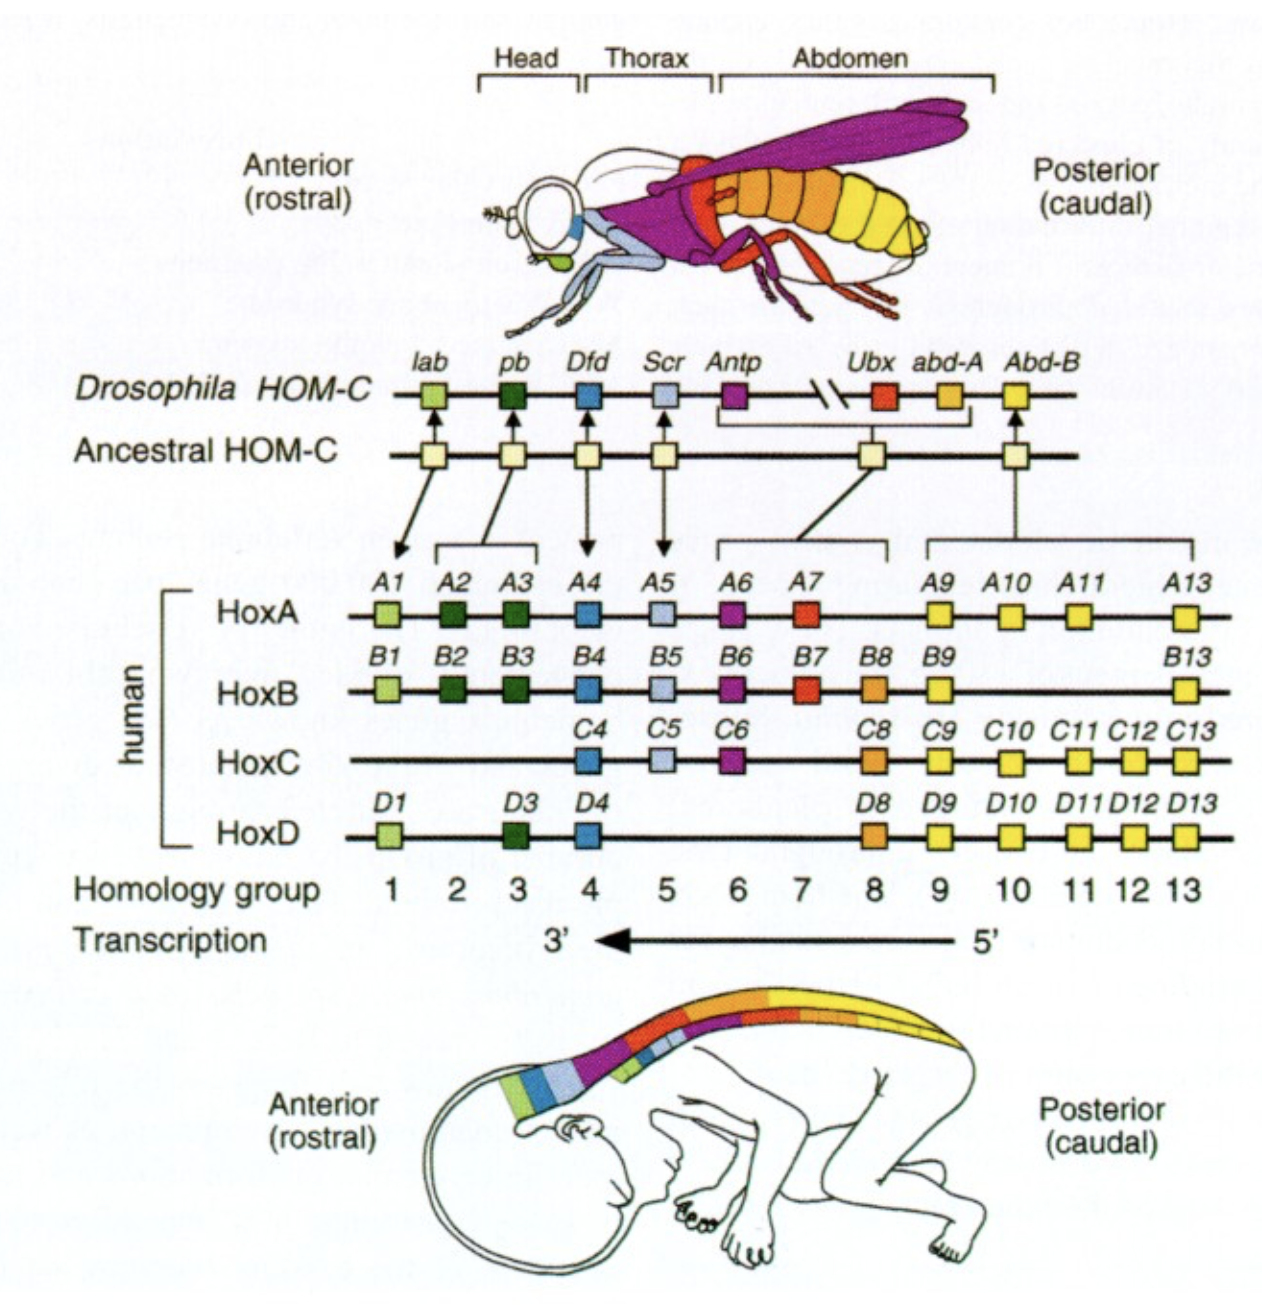 Head Thorax Abdomen
Anterior
(rostral)
Posterior
(caudal)
lab pb Dfd Scr Antp Ubx abd-A Abd-B
Drosophila HOM-C
Ancestral HOM-C
A1 A2 A3 A4 A5 A6 A7 A9 A10 A11 A13
HoxA
B1 B2 B3 B4 B5 B6 B7 B8 B9 B13
HoxB
C4 C5 C6 C8 C9 C10 C11 C12 C13
HoxC
D1 D3 D4 D8 D9 D10 D11 D12 D13
HoxD
human
Homology group 1 2 3 4 5 6 7 8 9 10 11 12 13
Transcription 3’ 5’
Anterior
(rostral)
Posterior
(caudal)